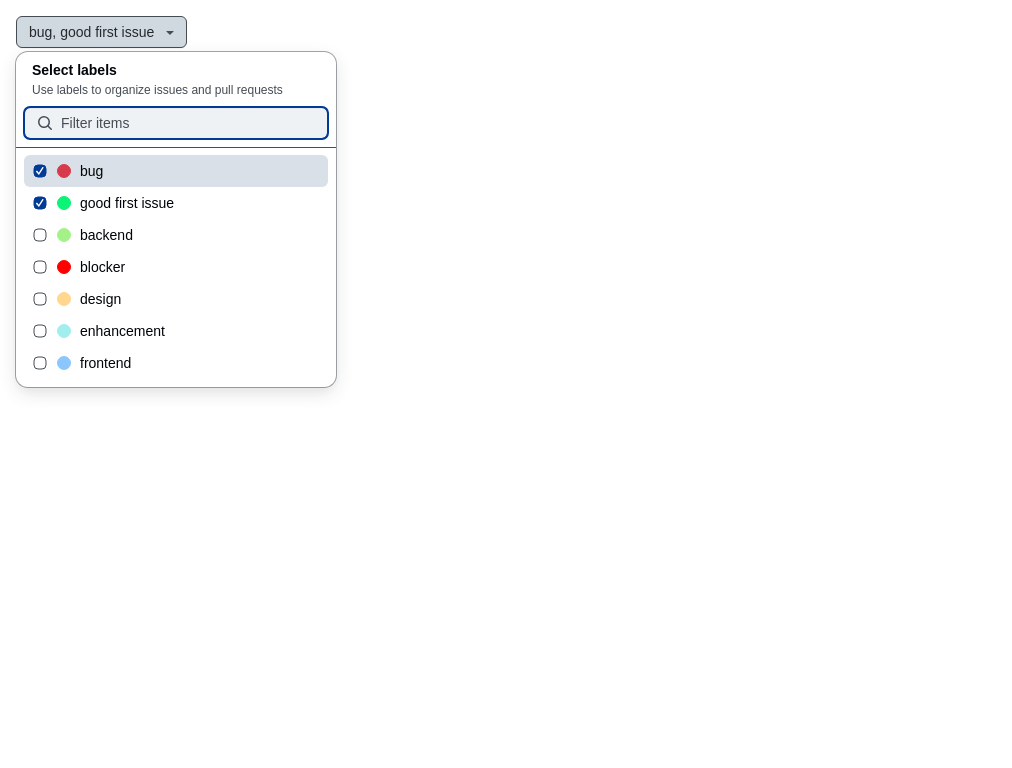 bug, good first issue
Select labels
Use labels to organize issues and pull requests
Filter items
bug
good first issue
backend
blocker
design
enhancement
frontend